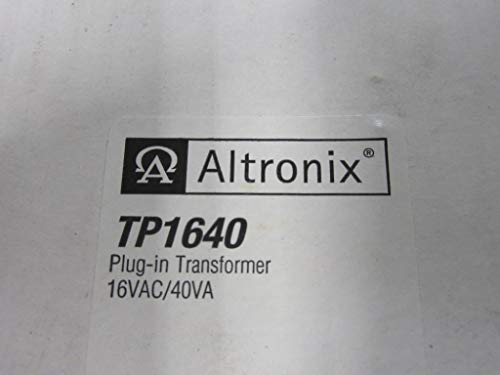 Altronix®
TP1640
Plug-in Transformer
16VAC/40VA